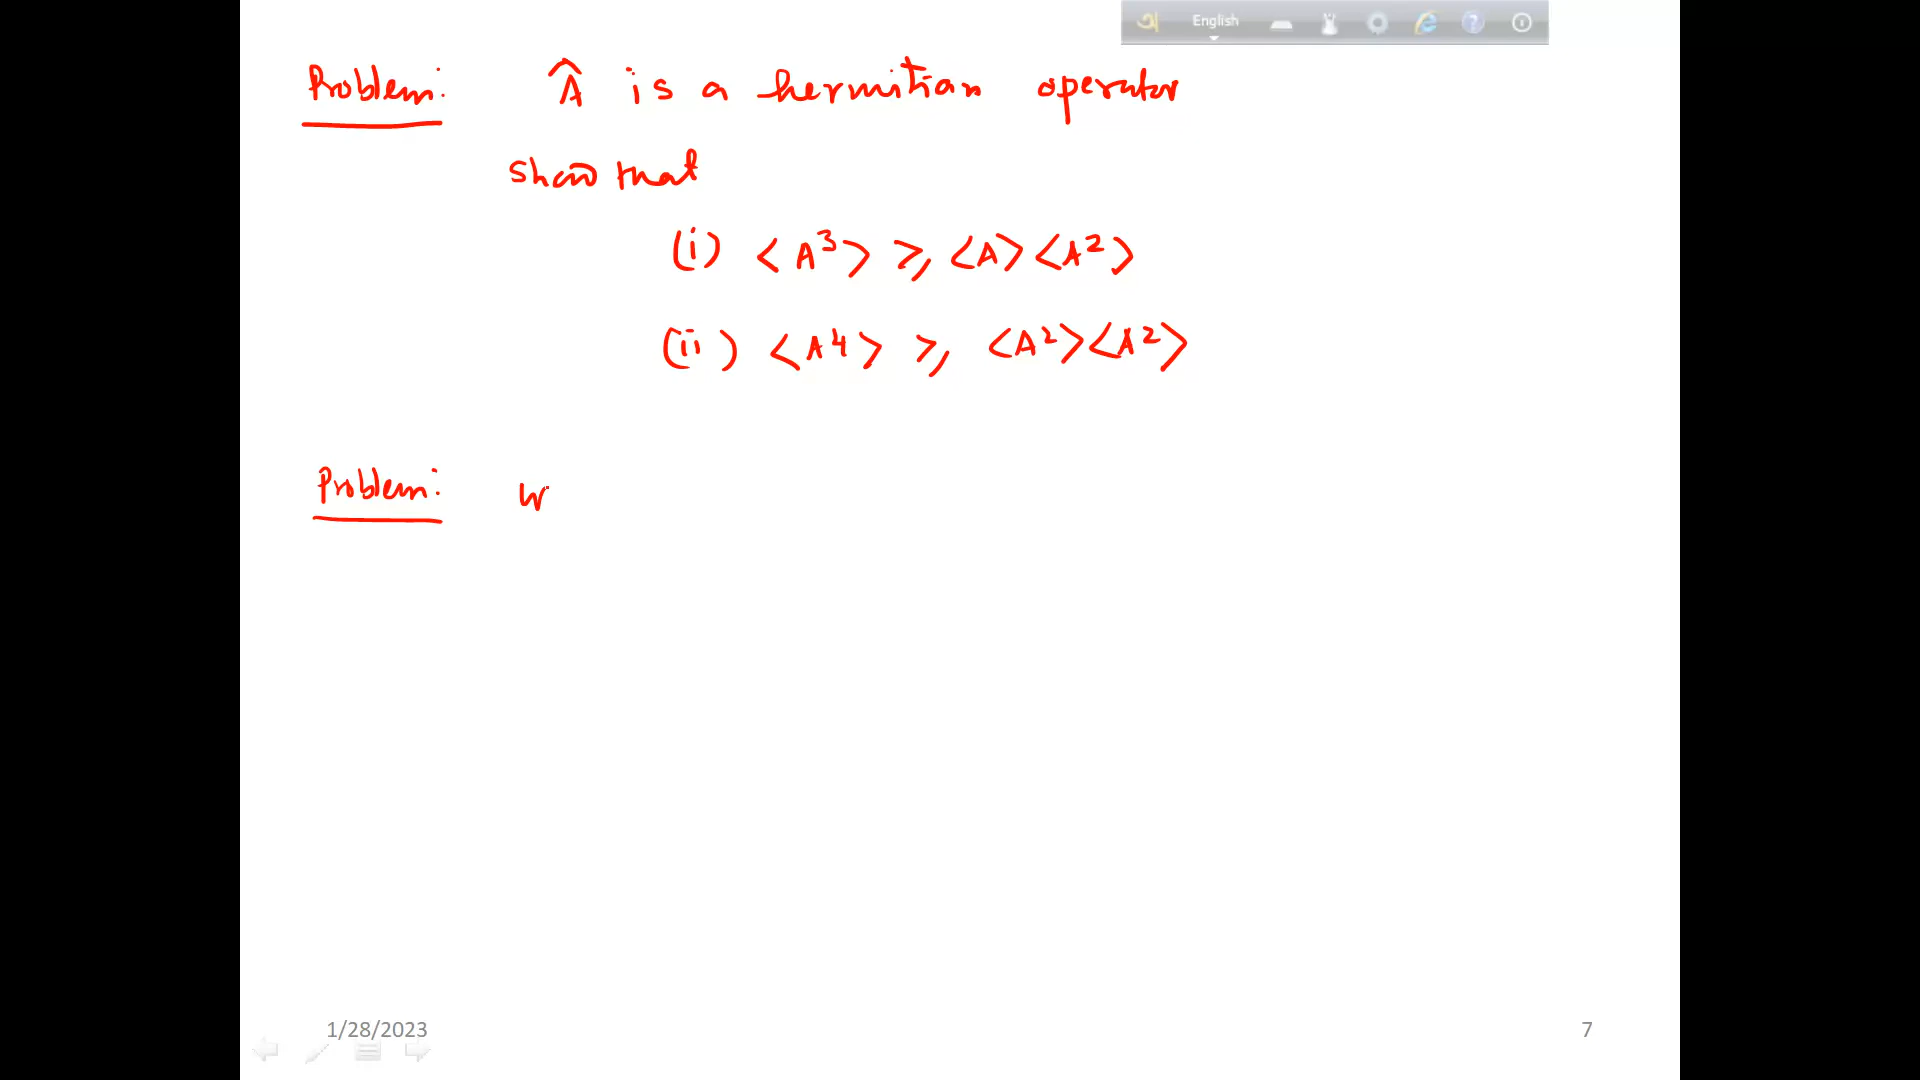 অ English
Problem: Â is a hermitian operator
show that
(i) <A³> ⩾ <A><A²>
(ii) <A⁴> ⩾ <A²><A²>
Problem: W
1/28/2023 7